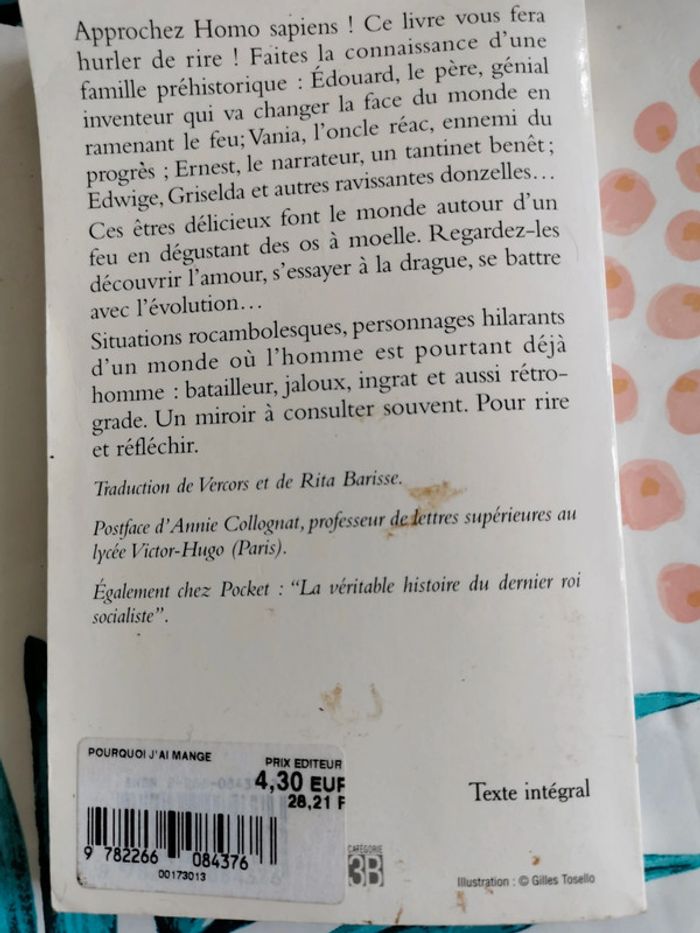 Approchez Homo sapiens ! Ce livre vous fera
hurler de rire ! Faites la connaissance d'une
famille préhistorique : Édouard, le père, génial
inventeur qui va changer la face du monde en
ramenant le feu; Vania, l'oncle réac, ennemi du
progrès ; Ernest, le narrateur, un tantinet benêt ;
Edwige, Griselda et autres ravissantes donzelles…
Ces êtres délicieux font le monde autour d'un
feu en dégustant des os à moelle. Regardez-les
découvrir l'amour, s'essayer à la drague, se battre
avec l'évolution…
Situations rocambolesques, personnages hilarants
d'un monde où l'homme est pourtant déjà
homme : batailleur, jaloux, ingrat et aussi rétro-
grade. Un miroir à consulter souvent. Pour rire
et réfléchir.
Traduction de Vercors et de Rita Barisse.
Postface d'Annie Collognat, professeur de lettres supérieures au
lycée Victor-Hugo (Paris).
Également chez Pocket : "La véritable histoire du dernier roi
socialiste".
POURQUOI J'AI MANGE
PRIX EDITEUR
4,30 EUR
28,21 F
9 782266 084376
00173013
CATÉGORIE
3B
Texte intégral
Illustration : © Gilles Tosello